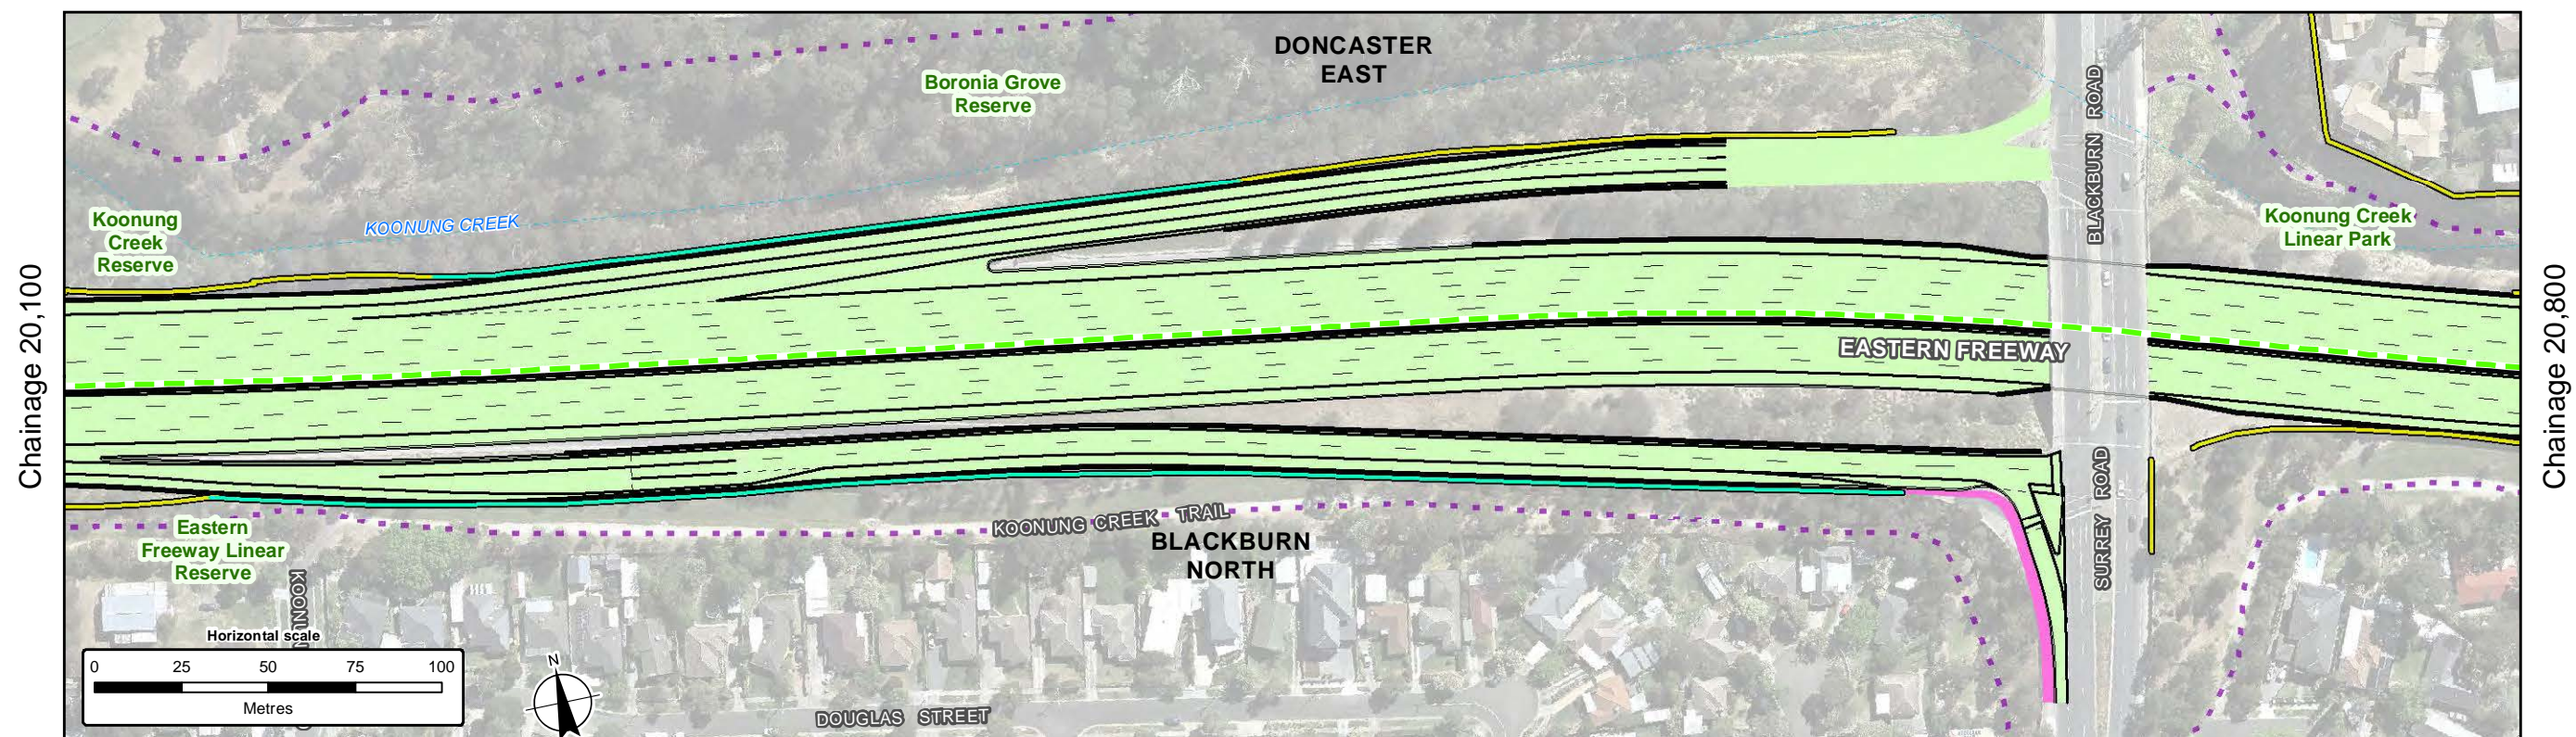 DONCASTER
EAST
Boronia Grove
Reserve
BLACKBURN ROAD
Koonung
Creek
Reserve
KOONUNG CREEK
Koonung Creek
Linear Park
Chainage 20,100
Chainage 20,800
EASTERN FREEWAY
SURREY ROAD
KOONUNG CREEK TRAIL
Eastern
Freeway Linear
Reserve
BLACKBURN
NORTH
Horizontal scale
0 25 50 75 100
Metres
N
DOUGLAS STREET